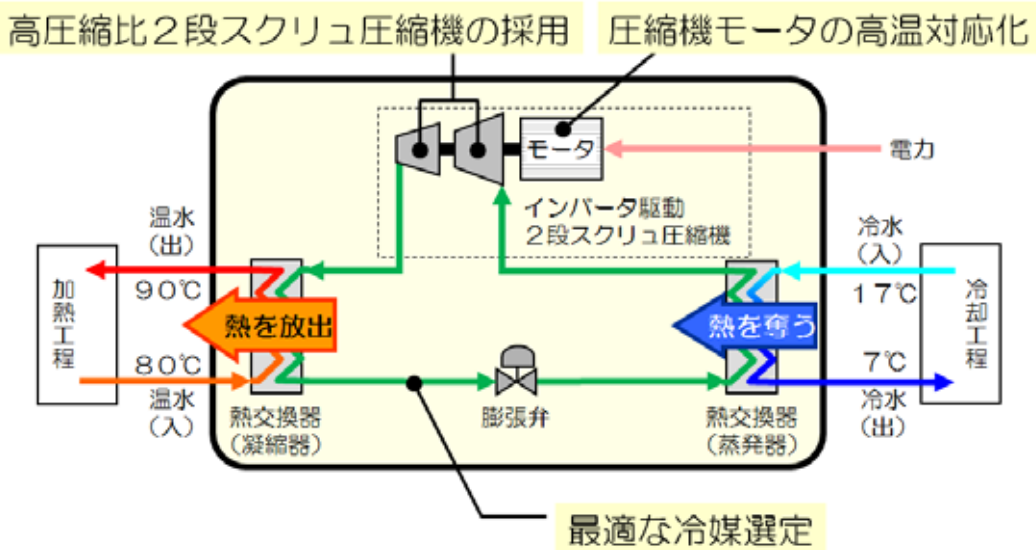 高圧縮比２段スクリュ圧縮機の採用
圧縮機モータの高温対応化
モータ
電力
インバータ駆動
２段スクリュ圧縮機
温水
（出）
90℃
加熱工程
熱を放出
80℃
温水
（入）
熱交換器
（凝縮器）
膨張弁
冷水
（入）
17℃
冷却工程
熱を奪う
7℃
冷水
（出）
熱交換器
（蒸発器）
最適な冷媒選定